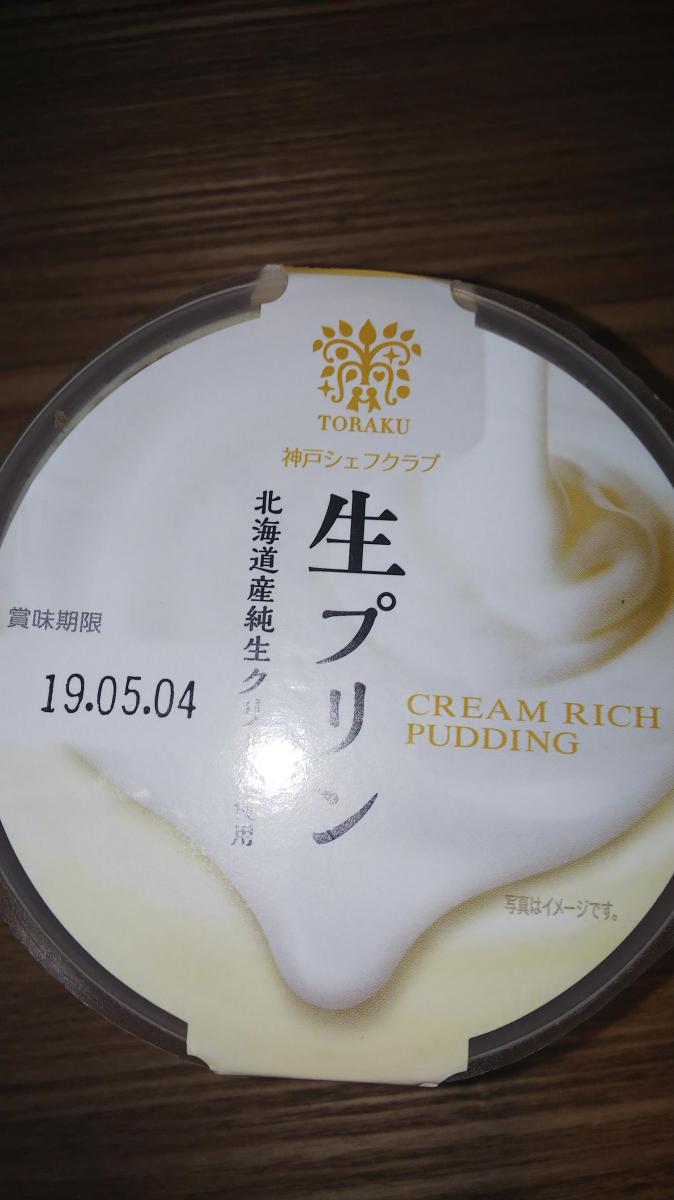 TORAKU
神戸シェフクラブ
生プリン
北海道産純生クリ
使用
賞味期限
19.05.04
CREAM RICH
PUDDING
写真はイメージです。